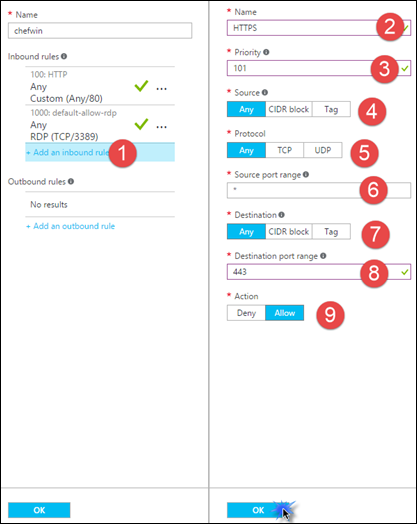 * Name
chefwin
Inbound rules
100: HTTP
Any
Custom (Any/80)
...
1000: default-allow-rdp
Any
RDP (TCP/3389)
...
+ Add an inbound rule
1
Outbound rules
No results
+ Add an outbound rule
OK
* Name
HTTPS
2
* Priority
101
3
* Source
Any CIDR block Tag
4
* Protocol
Any TCP UDP
5
* Source port range
*
6
* Destination
Any CIDR block Tag
7
* Destination port range
443
8
* Action
Deny Allow
9
OK